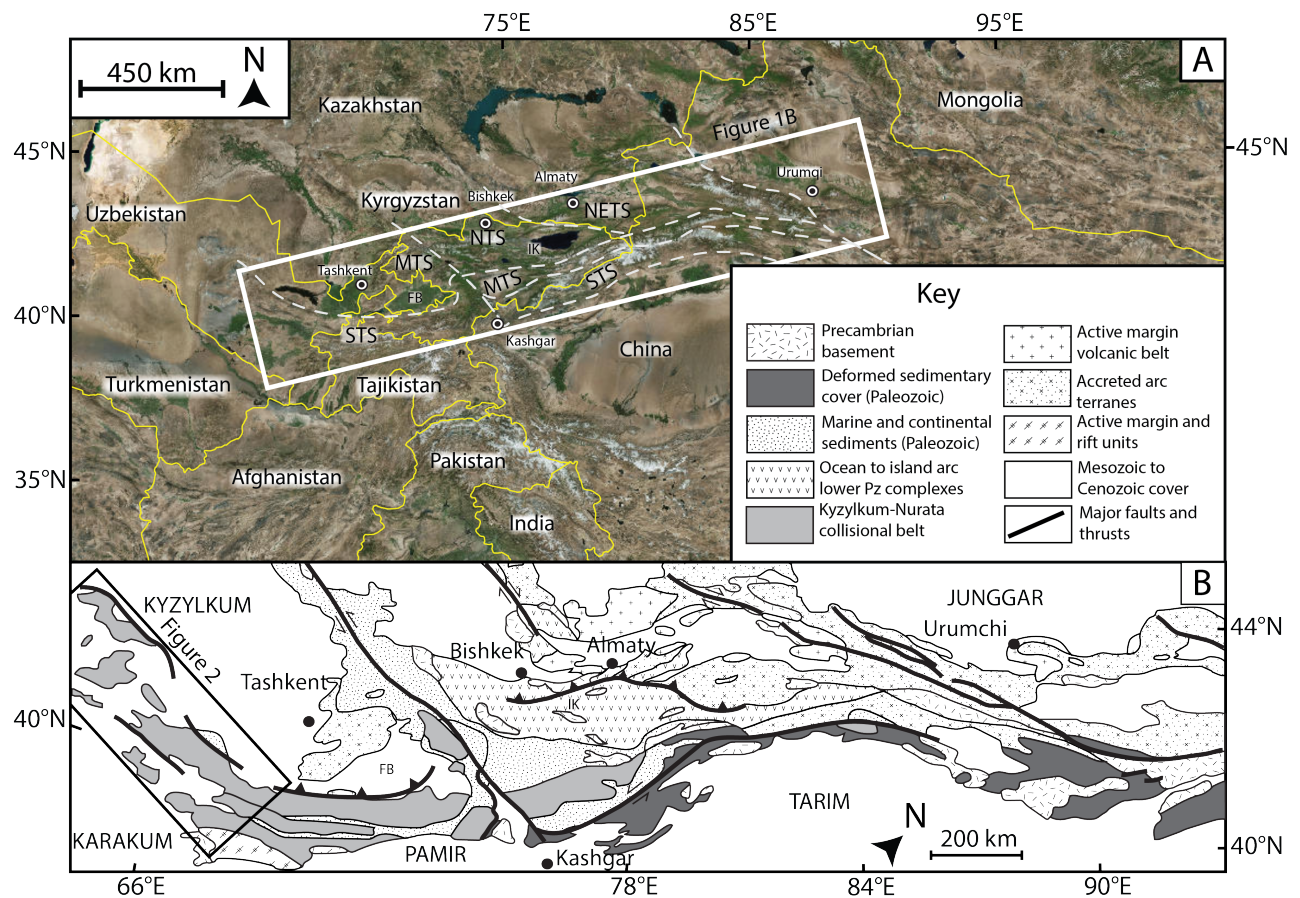 75°E
85°E
95°E
450 km
N
A
Kazakhstan
Mongolia
Figure 1B
45°N
45°N
Almaty
Urumqi
Kyrgyzstan
Bishkek
NETS
Uzbekistan
NTS
IK
MTS
Tashkent
MTS
STS
FB
40°N
STS
Kashgar
China
Turkmenistan
Tajikistan
Pakistan
Afghanistan
35°N
India
Key
Precambrian
basement
Deformed sedimentary
cover (Paleozoic)
Marine and continental
sediments (Paleozoic)
Ocean to island arc
lower Pz complexes
Kyzylkum-Nurata
collisional belt
Active margin
volcanic belt
Accreted arc
terranes
Active margin and
rift units
Mesozoic to
Cenozoic cover
Major faults and
thrusts
B
KYZYLKUM
JUNGGAR
Figure 2
Urumchi
44°N
Bishkek
Almaty
Tashkent
IK
40°N
FB
TARIM
N
KARAKUM
PAMIR
Kashgar
200 km
40°N
66°E
78°E
84°E
90°E